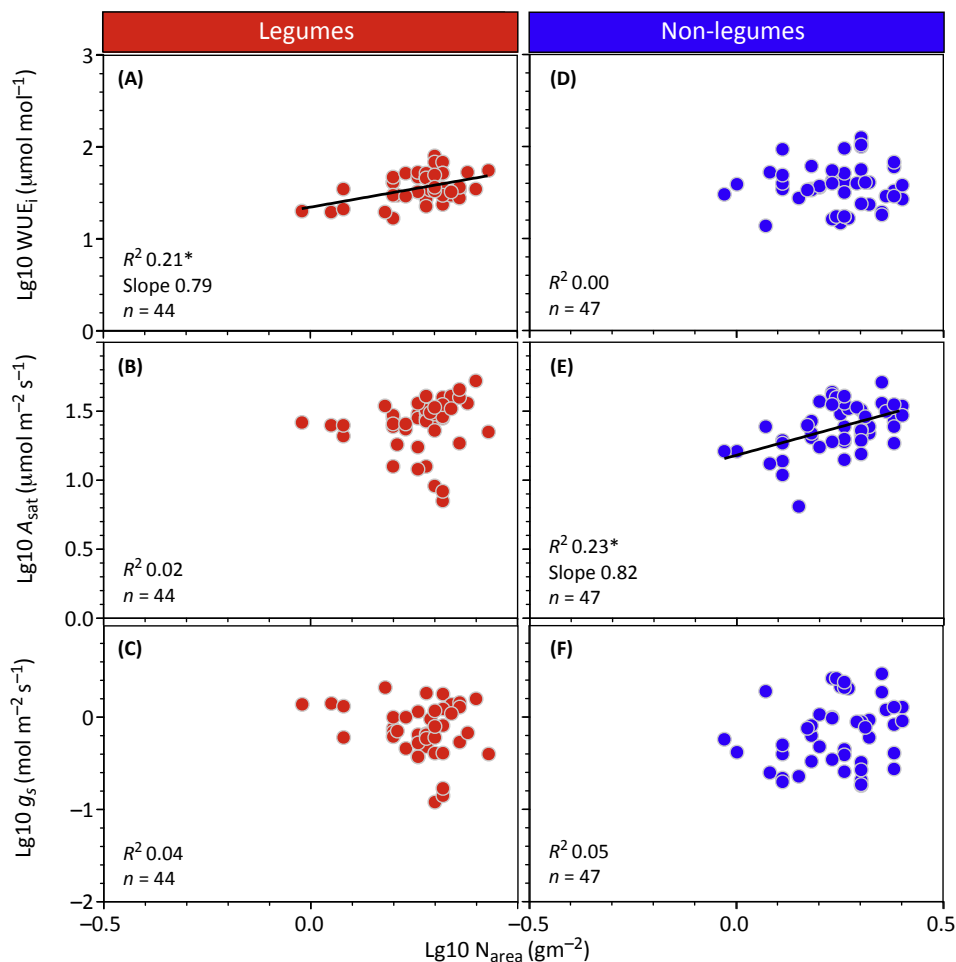 Legumes
Non-legumes
(A)
R² 0.21*
Slope 0.79
n = 44
(D)
R² 0.00
n = 47
Lg10 WUEᵢ (µmol mol⁻¹)
3
2
1
0
(B)
R² 0.02
n = 44
(E)
R² 0.23*
Slope 0.82
n = 47
Lg10 A_sat (µmol m⁻² s⁻¹)
1.5
1.0
0.5
0.0
(C)
R² 0.04
n = 44
(F)
R² 0.05
n = 47
Lg10 g_s (mol m⁻² s⁻¹)
0
−1
−2
−0.5
0.0
−0.5
0.0
0.5
Lg10 N_area (gm⁻²)